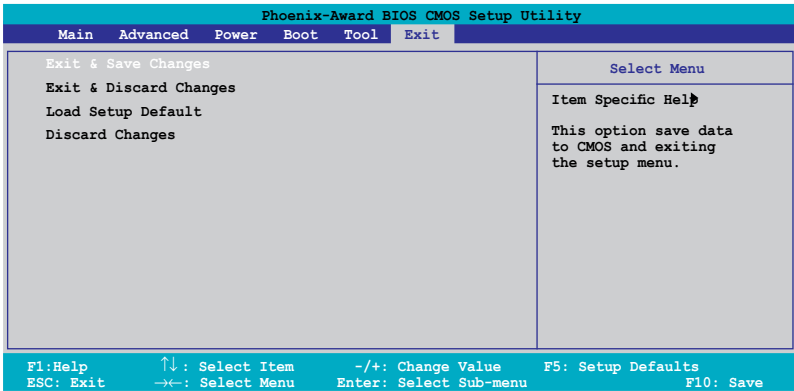 Phoenix-Award BIOS CMOS Setup Utility
Main Advanced Power Boot Tool Exit
Exit & Save Changes
Exit & Discard Changes
Load Setup Default
Discard Changes
Select Menu
Item Specific Help
This option save data
to CMOS and exiting
the setup menu.
F1:Help ↑↓: Select Item -/+: Change Value F5: Setup Defaults
ESC: Exit →←: Select Menu Enter: Select Sub-menu F10: Save